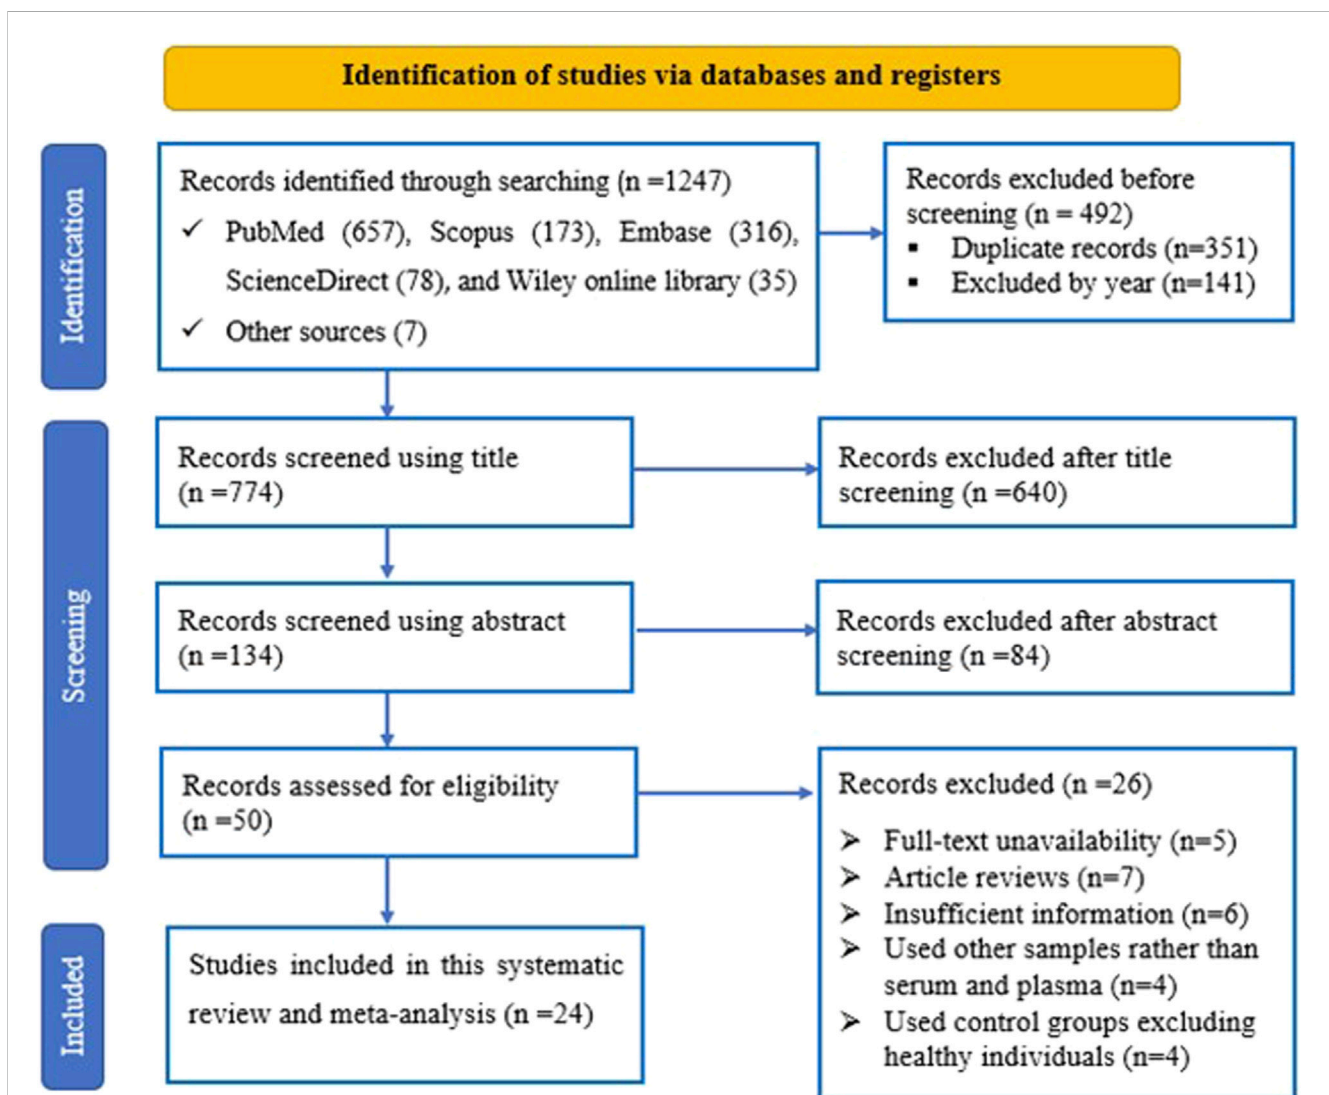 Identification of studies via databases and registers
Identification
Records identified through searching (n =1247)
✓ PubMed (657), Scopus (173), Embase (316),
ScienceDirect (78), and Wiley online library (35)
✓ Other sources (7)
Records excluded before
screening (n = 492)
▪ Duplicate records (n=351)
▪ Excluded by year (n=141)
Screening
Records screened using title
(n =774)
Records excluded after title
screening (n =640)
Records screened using abstract
(n =134)
Records excluded after abstract
screening (n =84)
Records assessed for eligibility
(n =50)
Records excluded (n =26)
➢ Full-text unavailability (n=5)
➢ Article reviews (n=7)
➢ Insufficient information (n=6)
➢ Used other samples rather than
serum and plasma (n=4)
➢ Used control groups excluding
healthy individuals (n=4)
Included
Studies included in this systematic
review and meta-analysis (n =24)